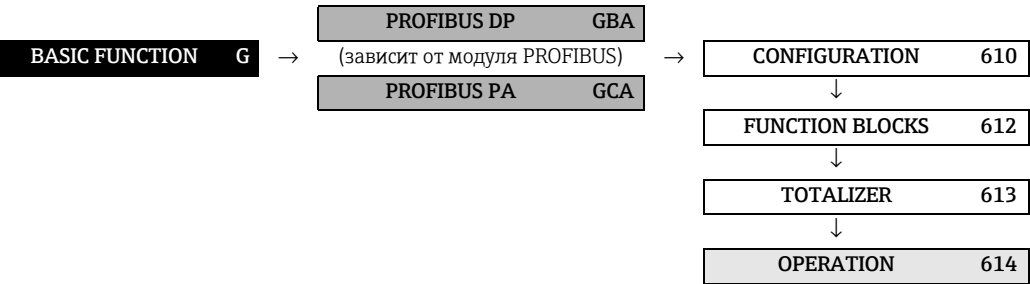 PROFIBUS DP GBA
BASIC FUNCTION G → (зависит от модуля PROFIBUS) → CONFIGURATION 610
PROFIBUS PA GCA
↓
FUNCTION BLOCKS 612
↓
TOTALIZER 613
↓
OPERATION 614